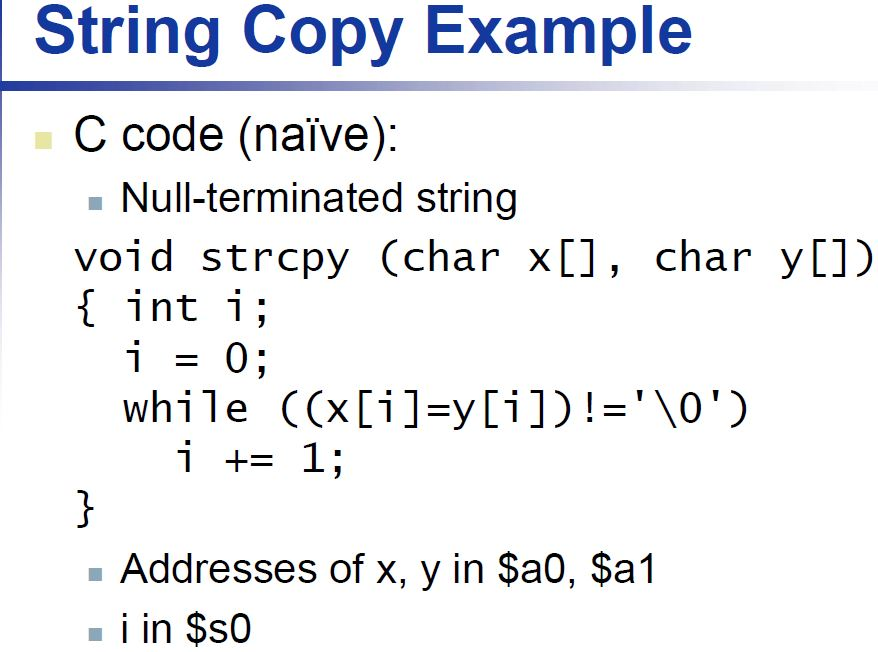 String Copy Example
C code (naïve):
Null-terminated string
void strcpy (char x[], char y[])
{ int i;
i = 0;
while ((x[i]=y[i])!='\0')
i += 1;
}
Addresses of x, y in $a0, $a1
i in $s0